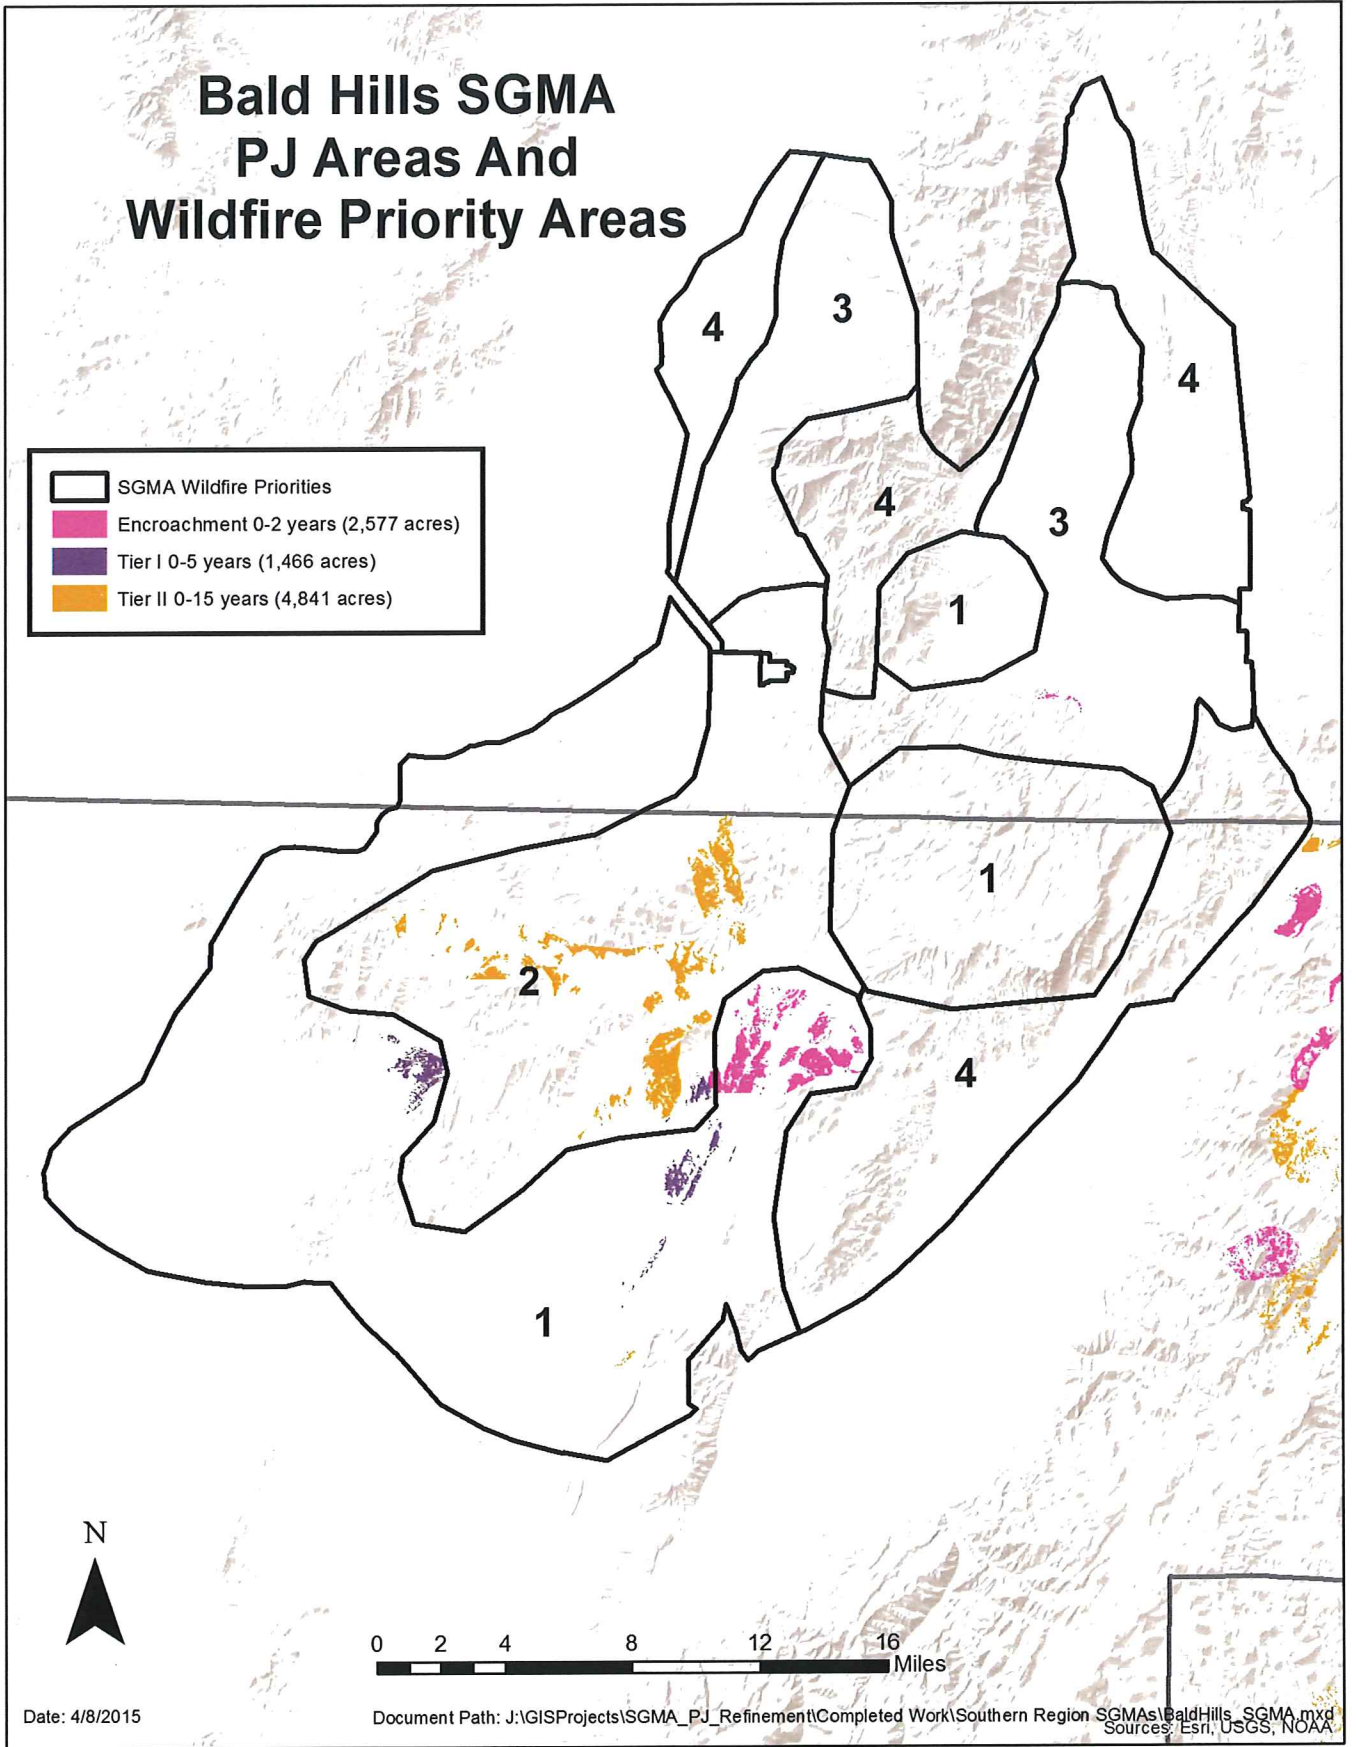 Bald Hills SGMA
PJ Areas And
Wildfire Priority Areas
4
3
4
4
3
1
SGMA Wildfire Priorities
Encroachment 0-2 years (2,577 acres)
Tier I 0-5 years (1,466 acres)
Tier II 0-15 years (4,841 acres)
1
2
4
1
N
0 2 4 8 12 16
Miles
Date: 4/8/2015
Document Path: J:\GISProjects\SGMA_PJ_Refinement\Completed Work\Southern Region SGMAs\BaldHills_SGMA.mxd
Sources: Esri, USGS, NOAA